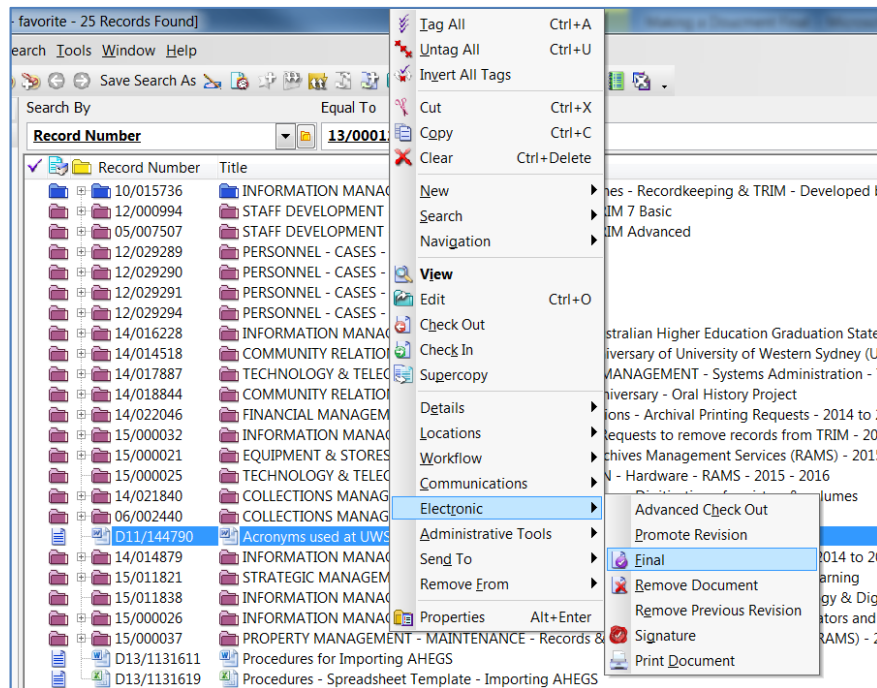 - favorite - 25 Records Found]
earch Tools Window Help
Save Search As
Search By Equal To
Record Number 13/00012
Record Number Title
10/015736 INFORMATION MANAG nes - Recordkeeping & TRIM - Developed b
12/000994 STAFF DEVELOPMENT IM 7 Basic
05/007507 STAFF DEVELOPMENT IM Advanced
12/029289 PERSONNEL - CASES -
12/029290 PERSONNEL - CASES -
12/029291 PERSONNEL - CASES -
12/029294 PERSONNEL - CASES -
14/016228 INFORMATION MANAG stralian Higher Education Graduation State
14/014518 COMMUNITY RELATION iversary of University of Western Sydney (U
14/017887 TECHNOLOGY & TELEC MANAGEMENT - Systems Administration -
14/018844 COMMUNITY RELATION niversary - Oral History Project
14/022046 FINANCIAL MANAGEM ions - Archival Printing Requests - 2014 to 2
15/000032 INFORMATION MANAG Requests to remove records from TRIM - 20
15/000021 EQUIPMENT & STORES chives Management Services (RAMS) - 2015
15/000025 TECHNOLOGY & TELEC N - Hardware - RAMS - 2015 - 2016
14/021840 COLLECTIONS MANAG
06/002440 COLLECTIONS MANAG
D11/144790 Acronyms used at UWS
14/014879 INFORMATION MANAG 2014 to 20
15/011821 STRATEGIC MANAGEM arning
15/011838 INFORMATION MANAG gy & Dig
15/000026 INFORMATION MANAG ators and
15/000037 PROPERTY MANAGEMENT - MAINTENANCE - Records & RAMS) - 2
D13/1131611 Procedures for Importing AHEGS
D13/1131619 Procedures - Spreadsheet Template - Importing AHEGS
Tag All Ctrl+A
Untag All Ctrl+U
Invert All Tags
Cut Ctrl+X
Copy Ctrl+C
Clear Ctrl+Delete
New
Search
Navigation
View
Edit Ctrl+O
Check Out
Check In
Supercopy
Details
Locations
Workflow
Communications
Electronic
Administrative Tools
Send To
Remove From
Properties Alt+Enter
Advanced Check Out
Promote Revision
Final
Remove Document
Remove Previous Revision
Signature
Print Document